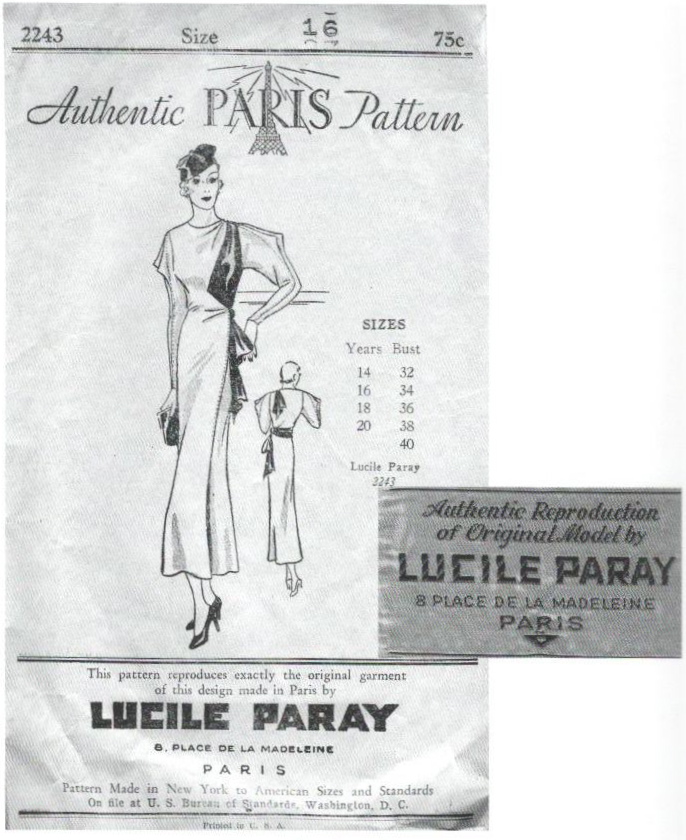 2243 Size 16 75c
Authentic PARIS Pattern
SIZES
Years Bust
14 32
16 34
18 36
20 38
40
Lucile Paray
2243
Authentic Reproduction
of Original Model by
LUCILE PARAY
8 PLACE DE LA MADELEINE
PARIS
This pattern reproduces exactly the original garment
of this design made in Paris by
LUCILE PARAY
8, PLACE DE LA MADELEINE
PARIS
Pattern Made in New York to American Sizes and Standards
On file at U. S. Bureau of Standards, Washington, D. C.
Printed in U. S. A.